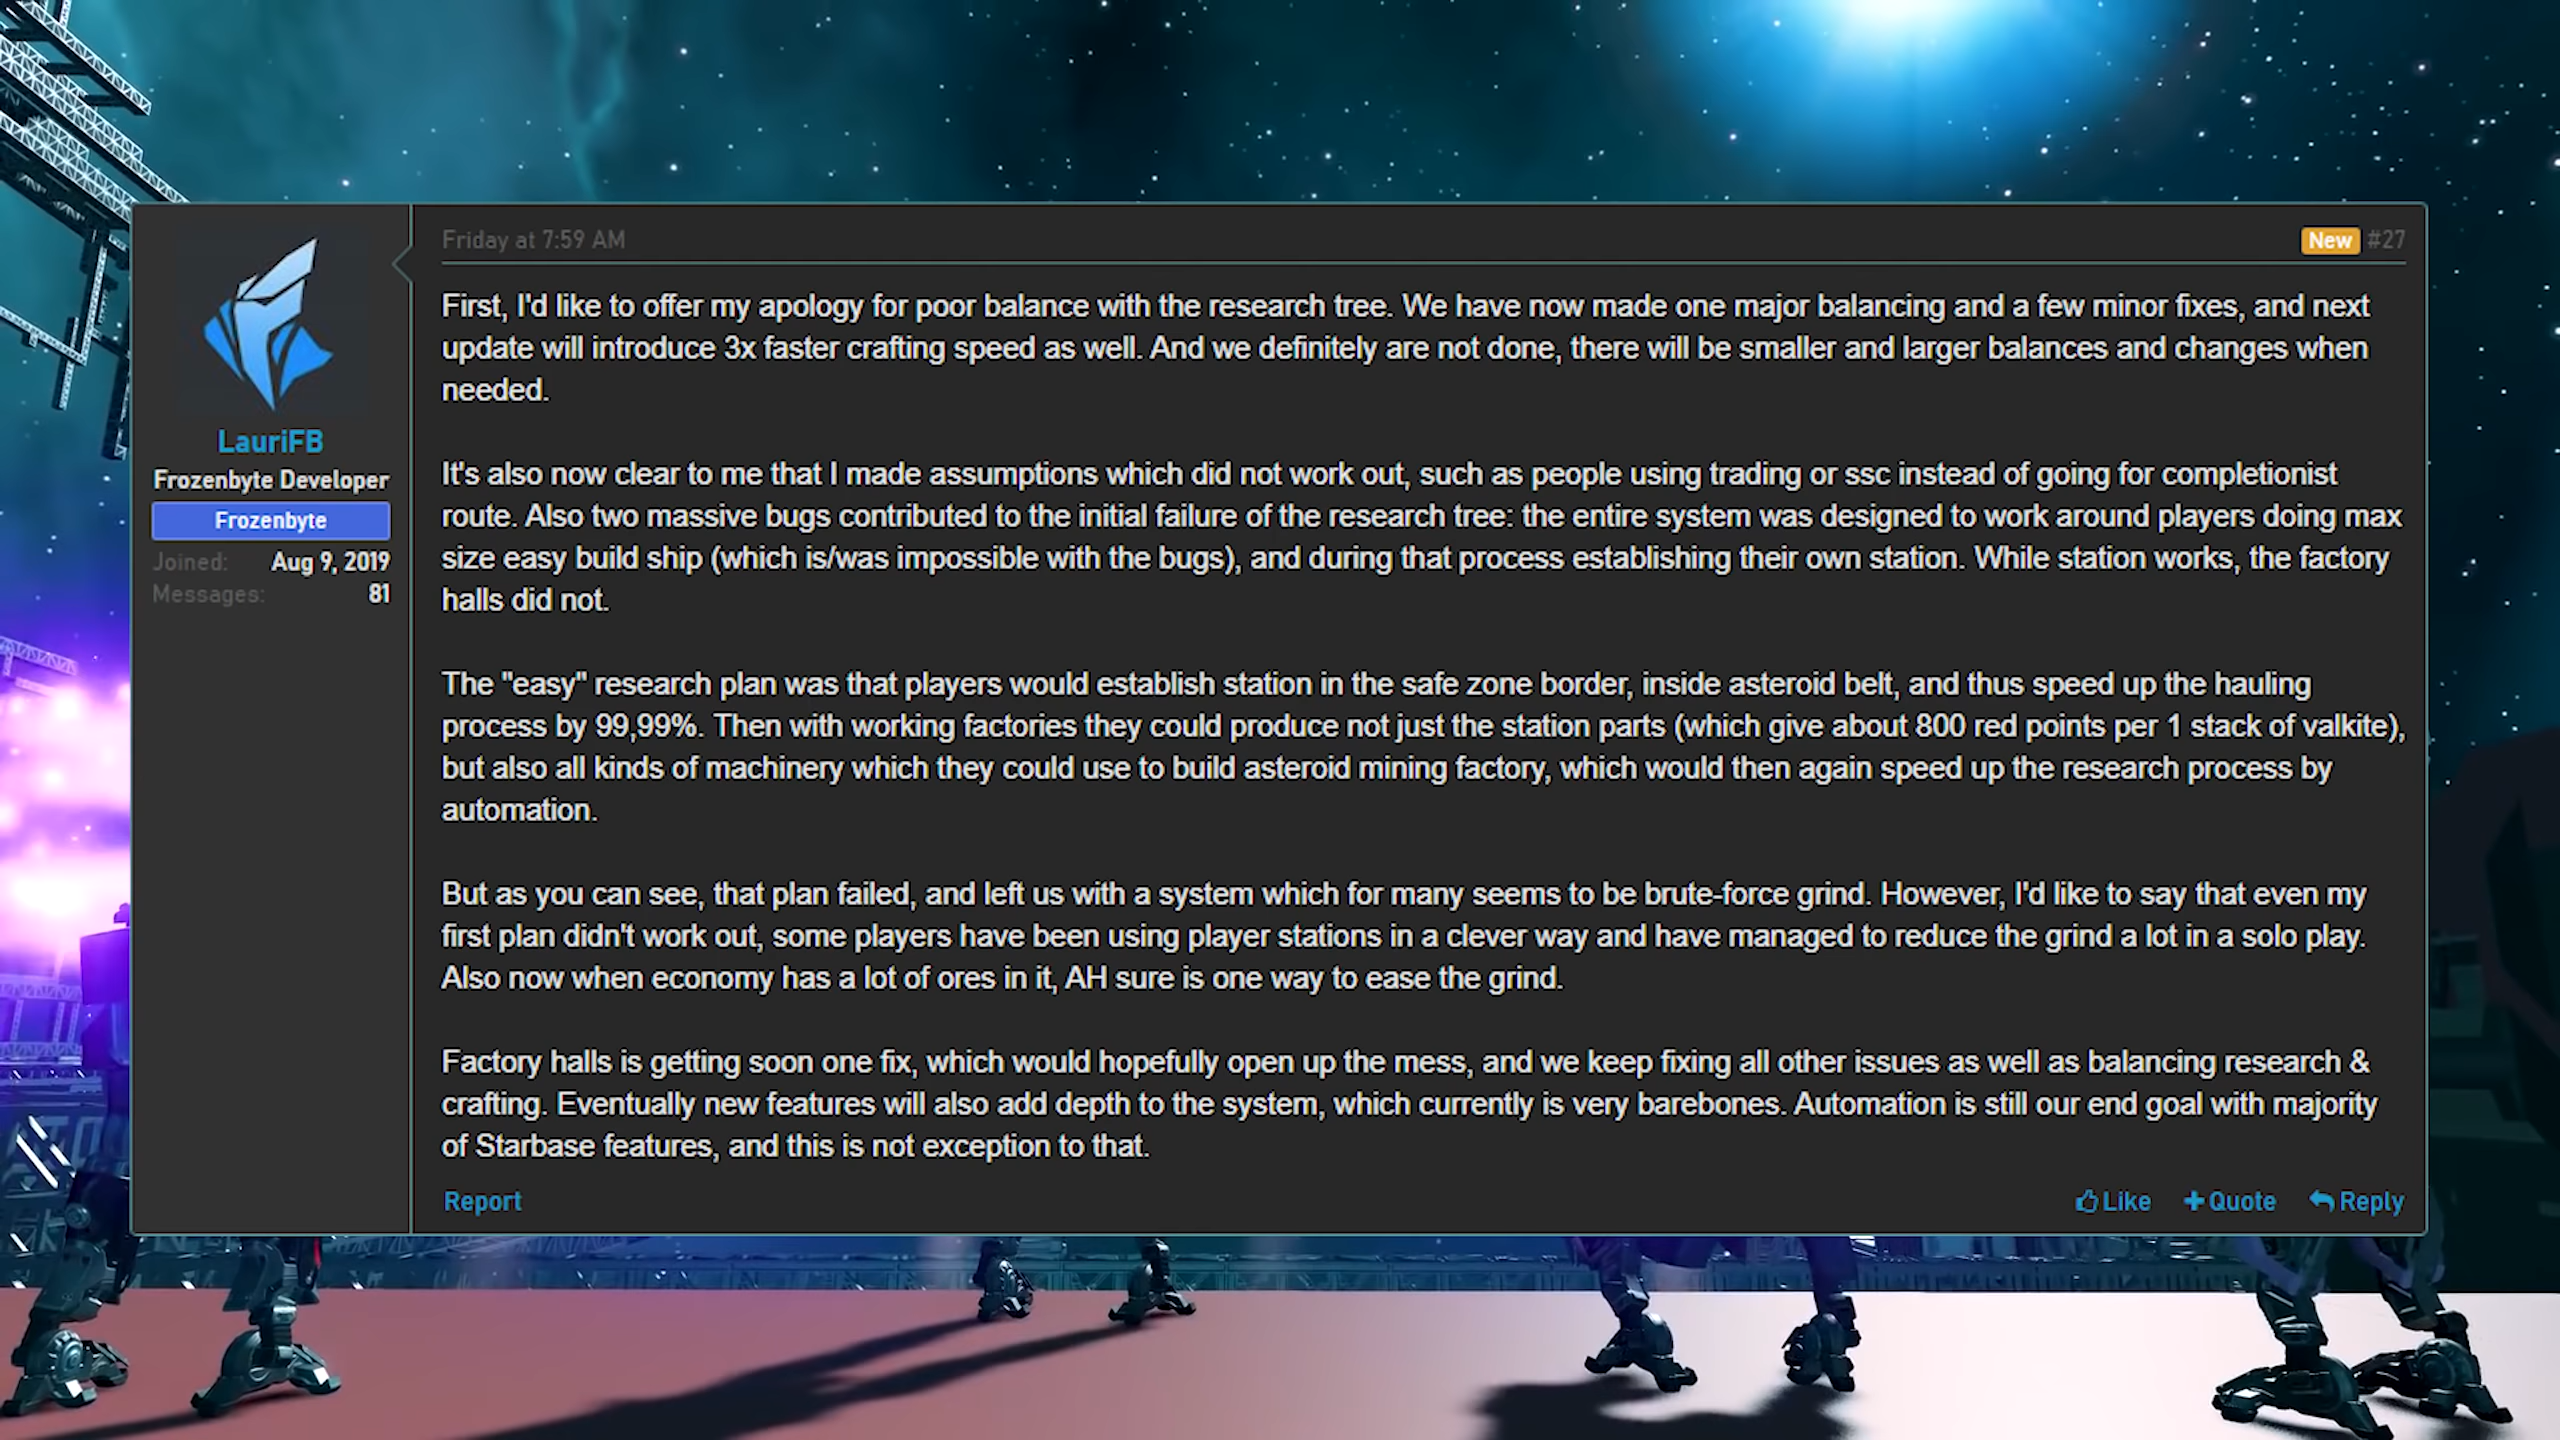 Friday at 7:59 AM
New #27
LauriFB
Frozenbyte Developer
Frozenbyte
Joined: Aug 9, 2019
Messages: 81
First, I'd like to offer my apology for poor balance with the research tree. We have now made one major balancing and a few minor fixes, and next
update will introduce 3x faster crafting speed as well. And we definitely are not done, there will be smaller and larger balances and changes when
needed.
It's also now clear to me that I made assumptions which did not work out, such as people using trading or ssc instead of going for completionist
route. Also two massive bugs contributed to the initial failure of the research tree: the entire system was designed to work around players doing max
size easy build ship (which is/was impossible with the bugs), and during that process establishing their own station. While station works, the factory
halls did not.
The "easy" research plan was that players would establish station in the safe zone border, inside asteroid belt, and thus speed up the hauling
process by 99,99%. Then with working factories they could produce not just the station parts (which give about 800 red points per 1 stack of valkite),
but also all kinds of machinery which they could use to build asteroid mining factory, which would then again speed up the research process by
automation.
But as you can see, that plan failed, and left us with a system which for many seems to be brute-force grind. However, I'd like to say that even my
first plan didn't work out, some players have been using player stations in a clever way and have managed to reduce the grind a lot in a solo play.
Also now when economy has a lot of ores in it, AH sure is one way to ease the grind.
Factory halls is getting soon one fix, which would hopefully open up the mess, and we keep fixing all other issues as well as balancing research &
crafting. Eventually new features will also add depth to the system, which currently is very barebones. Automation is still our end goal with majority
of Starbase features, and this is not exception to that.
Report
Like Quote Reply